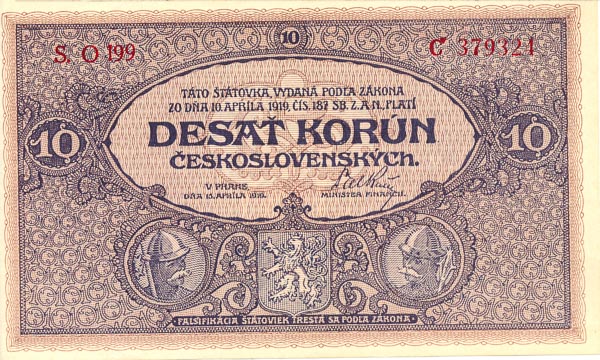 10
S. O 199 Č 379321
TÁTO ŠTÁTOVKA, VYDANÁ PODĽA ZÁKONA
ZO DŇA 10. APRÍLA 1919, ČÍS. 187 SB. Z. A N., PLATÍ
10 DESAŤ KORÚN 10
ČESKOSLOVENSKÝCH.
V PRAHE,
DŇA 15. APRÍLA 1919.
MINISTER FINANCIÍ.
FALSIFIKÁCIA ŠTÁTOVIEK TRESTÁ SA PODĽA ZÁKONA